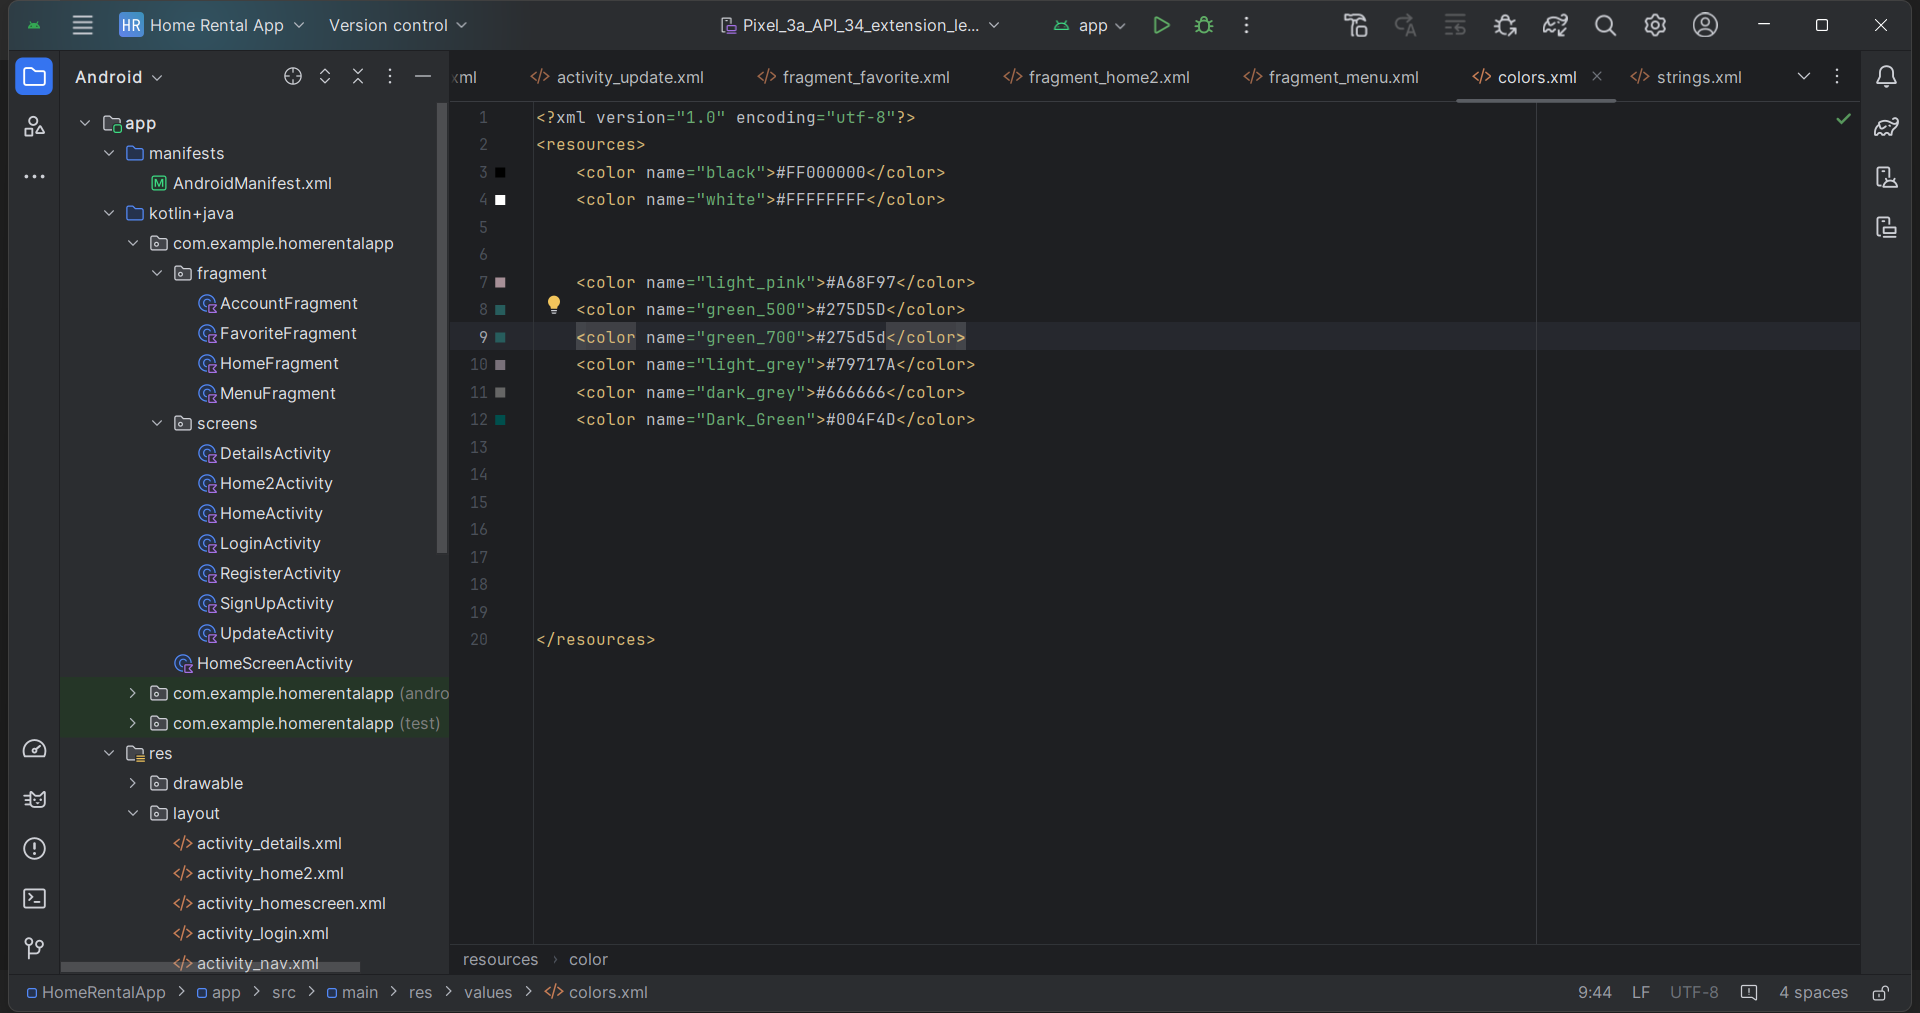 HR Home Rental App Version control Pixel_3a_API_34_extension_le... app
Android
xml activity_update.xml fragment_favorite.xml fragment_home2.xml fragment_menu.xml colors.xml strings.xml
app
manifests
AndroidManifest.xml
kotlin+java
com.example.homerentalapp
fragment
AccountFragment
FavoriteFragment
HomeFragment
MenuFragment
screens
DetailsActivity
Home2Activity
HomeActivity
LoginActivity
RegisterActivity
SignUpActivity
UpdateActivity
HomeScreenActivity
com.example.homerentalapp (andro
com.example.homerentalapp (test)
res
drawable
layout
activity_details.xml
activity_home2.xml
activity_homescreen.xml
activity_login.xml
activity_nav.xml
1 <?xml version="1.0" encoding="utf-8"?>
2 <resources>
3 <color name="black">#FF000000</color>
4 <color name="white">#FFFFFFFF</color>
5
6
7 <color name="light_pink">#A68F97</color>
8 <color name="green_500">#275D5D</color>
9 <color name="green_700">#275d5d</color>
10 <color name="light_grey">#79717A</color>
11 <color name="dark_grey">#666666</color>
12 <color name="Dark_Green">#004F4D</color>
13
14
15
16
17
18
19
20 </resources>
resources › color
HomeRentalApp > app > src > main > res > values > colors.xml 9:44 LF UTF-8 4 spaces